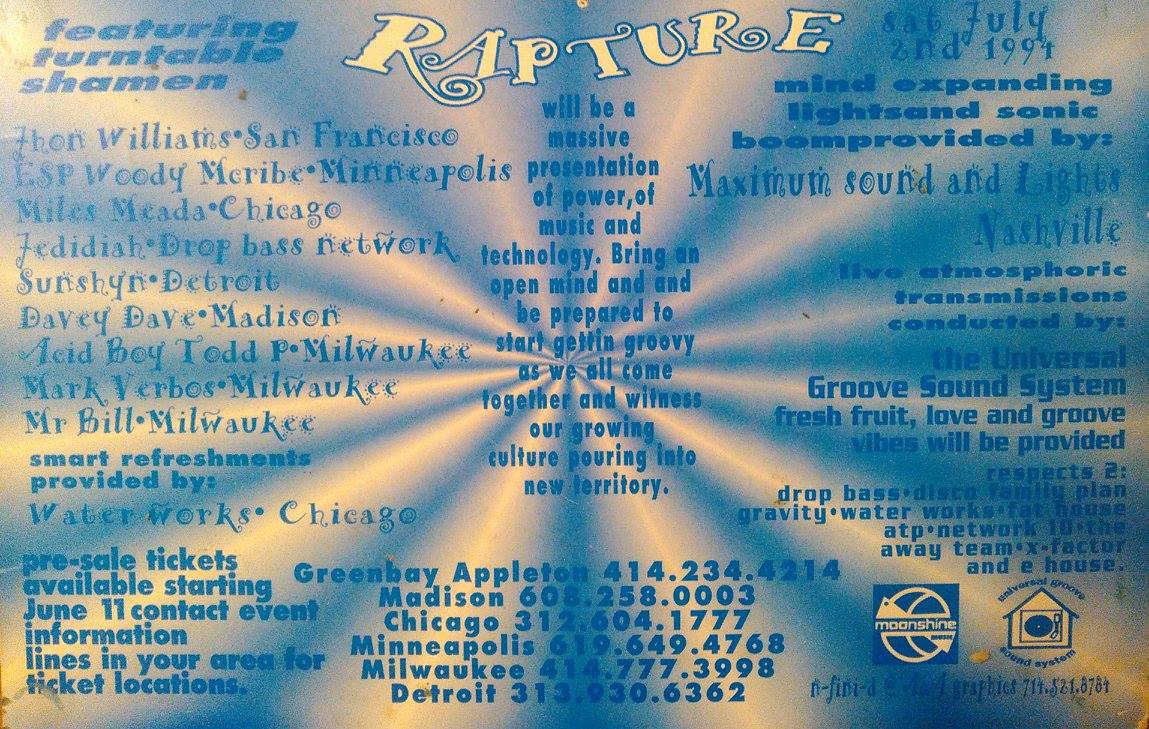 featuring
turntable
shamen
RAPTURE
sat July
2nd 1994
Jhon Williams•San Francisco
ESP Woody Mcribe•Minneapolis
Miles Meada•Chicago
Jedidiah•Drop bass network
Sunshyn•Detroit
Davey Dave•Madison
Acid Boy Todd P•Milwaukee
Mark Verbos•Milwaukee
Mr Bill•Milwaukee
smart refreshments
provided by:
Water works• Chicago
pre-sale tickets
available starting
June 11 contact event
information
lines in your area for
ticket locations.
will be a
massive
presentation
of power,of
music and
technology. Bring an
open mind and and
be prepared to
start gettin groovy
as we all come
together and witness
our growing
culture pouring into
new territory.
Greenbay Appleton 414.234.4214
Madison 608.258.0003
Chicago 312.604.1777
Minneapolis 619.649.4768
Milwaukee 414.777.3998
Detroit 313.930.6362
mind expanding
lightsand sonic
boomprovided by:
Maximum sound and Lights
Nashville
live atmosphoric
transmissions
conducted by:
the Universal
Groove Sound System
fresh fruit, love and groove
vibes will be provided
respects 2:
drop bass•disco family plan
gravity•water works•fat house
atp•network 10•the
away team•x-factor
and e house.
moonshine
MUSIC
universal groove
sound system
n-fini-d graphics 714.521.8784